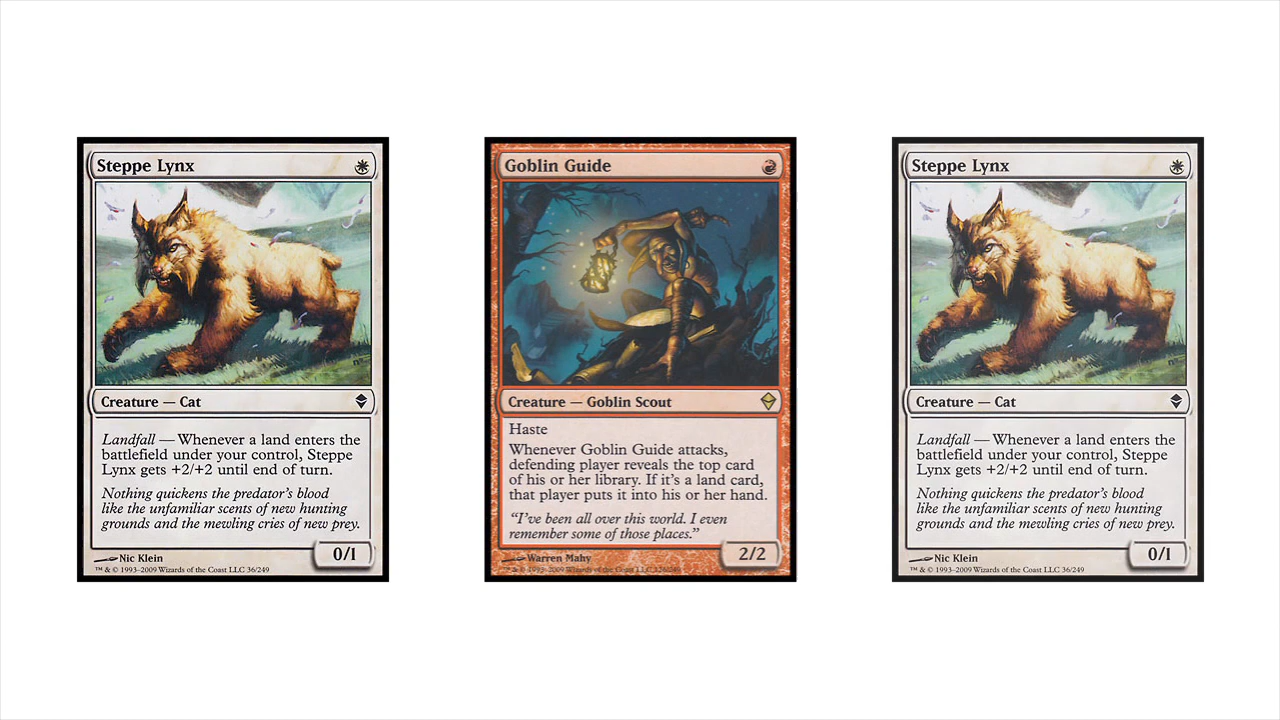 Steppe Lynx
Creature — Cat
Landfall — Whenever a land enters the
battlefield under your control, Steppe
Lynx gets +2/+2 until end of turn.
Nothing quickens the predator's blood
like the unfamiliar scents of new hunting
grounds and the mewling cries of new prey.
0/1
Nic Klein
™ & © 1993–2009 Wizards of the Coast LLC 36/249
Goblin Guide
Creature — Goblin Scout
Haste
Whenever Goblin Guide attacks,
defending player reveals the top card
of his or her library. If it's a land card,
that player puts it into his or her hand.
"I've been all over this world. I even
remember some of those places."
2/2
Warren Mahy
™ & © 1993–2009 Wizards of the Coast LLC
Steppe Lynx
Creature — Cat
Landfall — Whenever a land enters the
battlefield under your control, Steppe
Lynx gets +2/+2 until end of turn.
Nothing quickens the predator's blood
like the unfamiliar scents of new hunting
grounds and the mewling cries of new prey.
0/1
Nic Klein
™ & © 1993–2009 Wizards of the Coast LLC 36/249